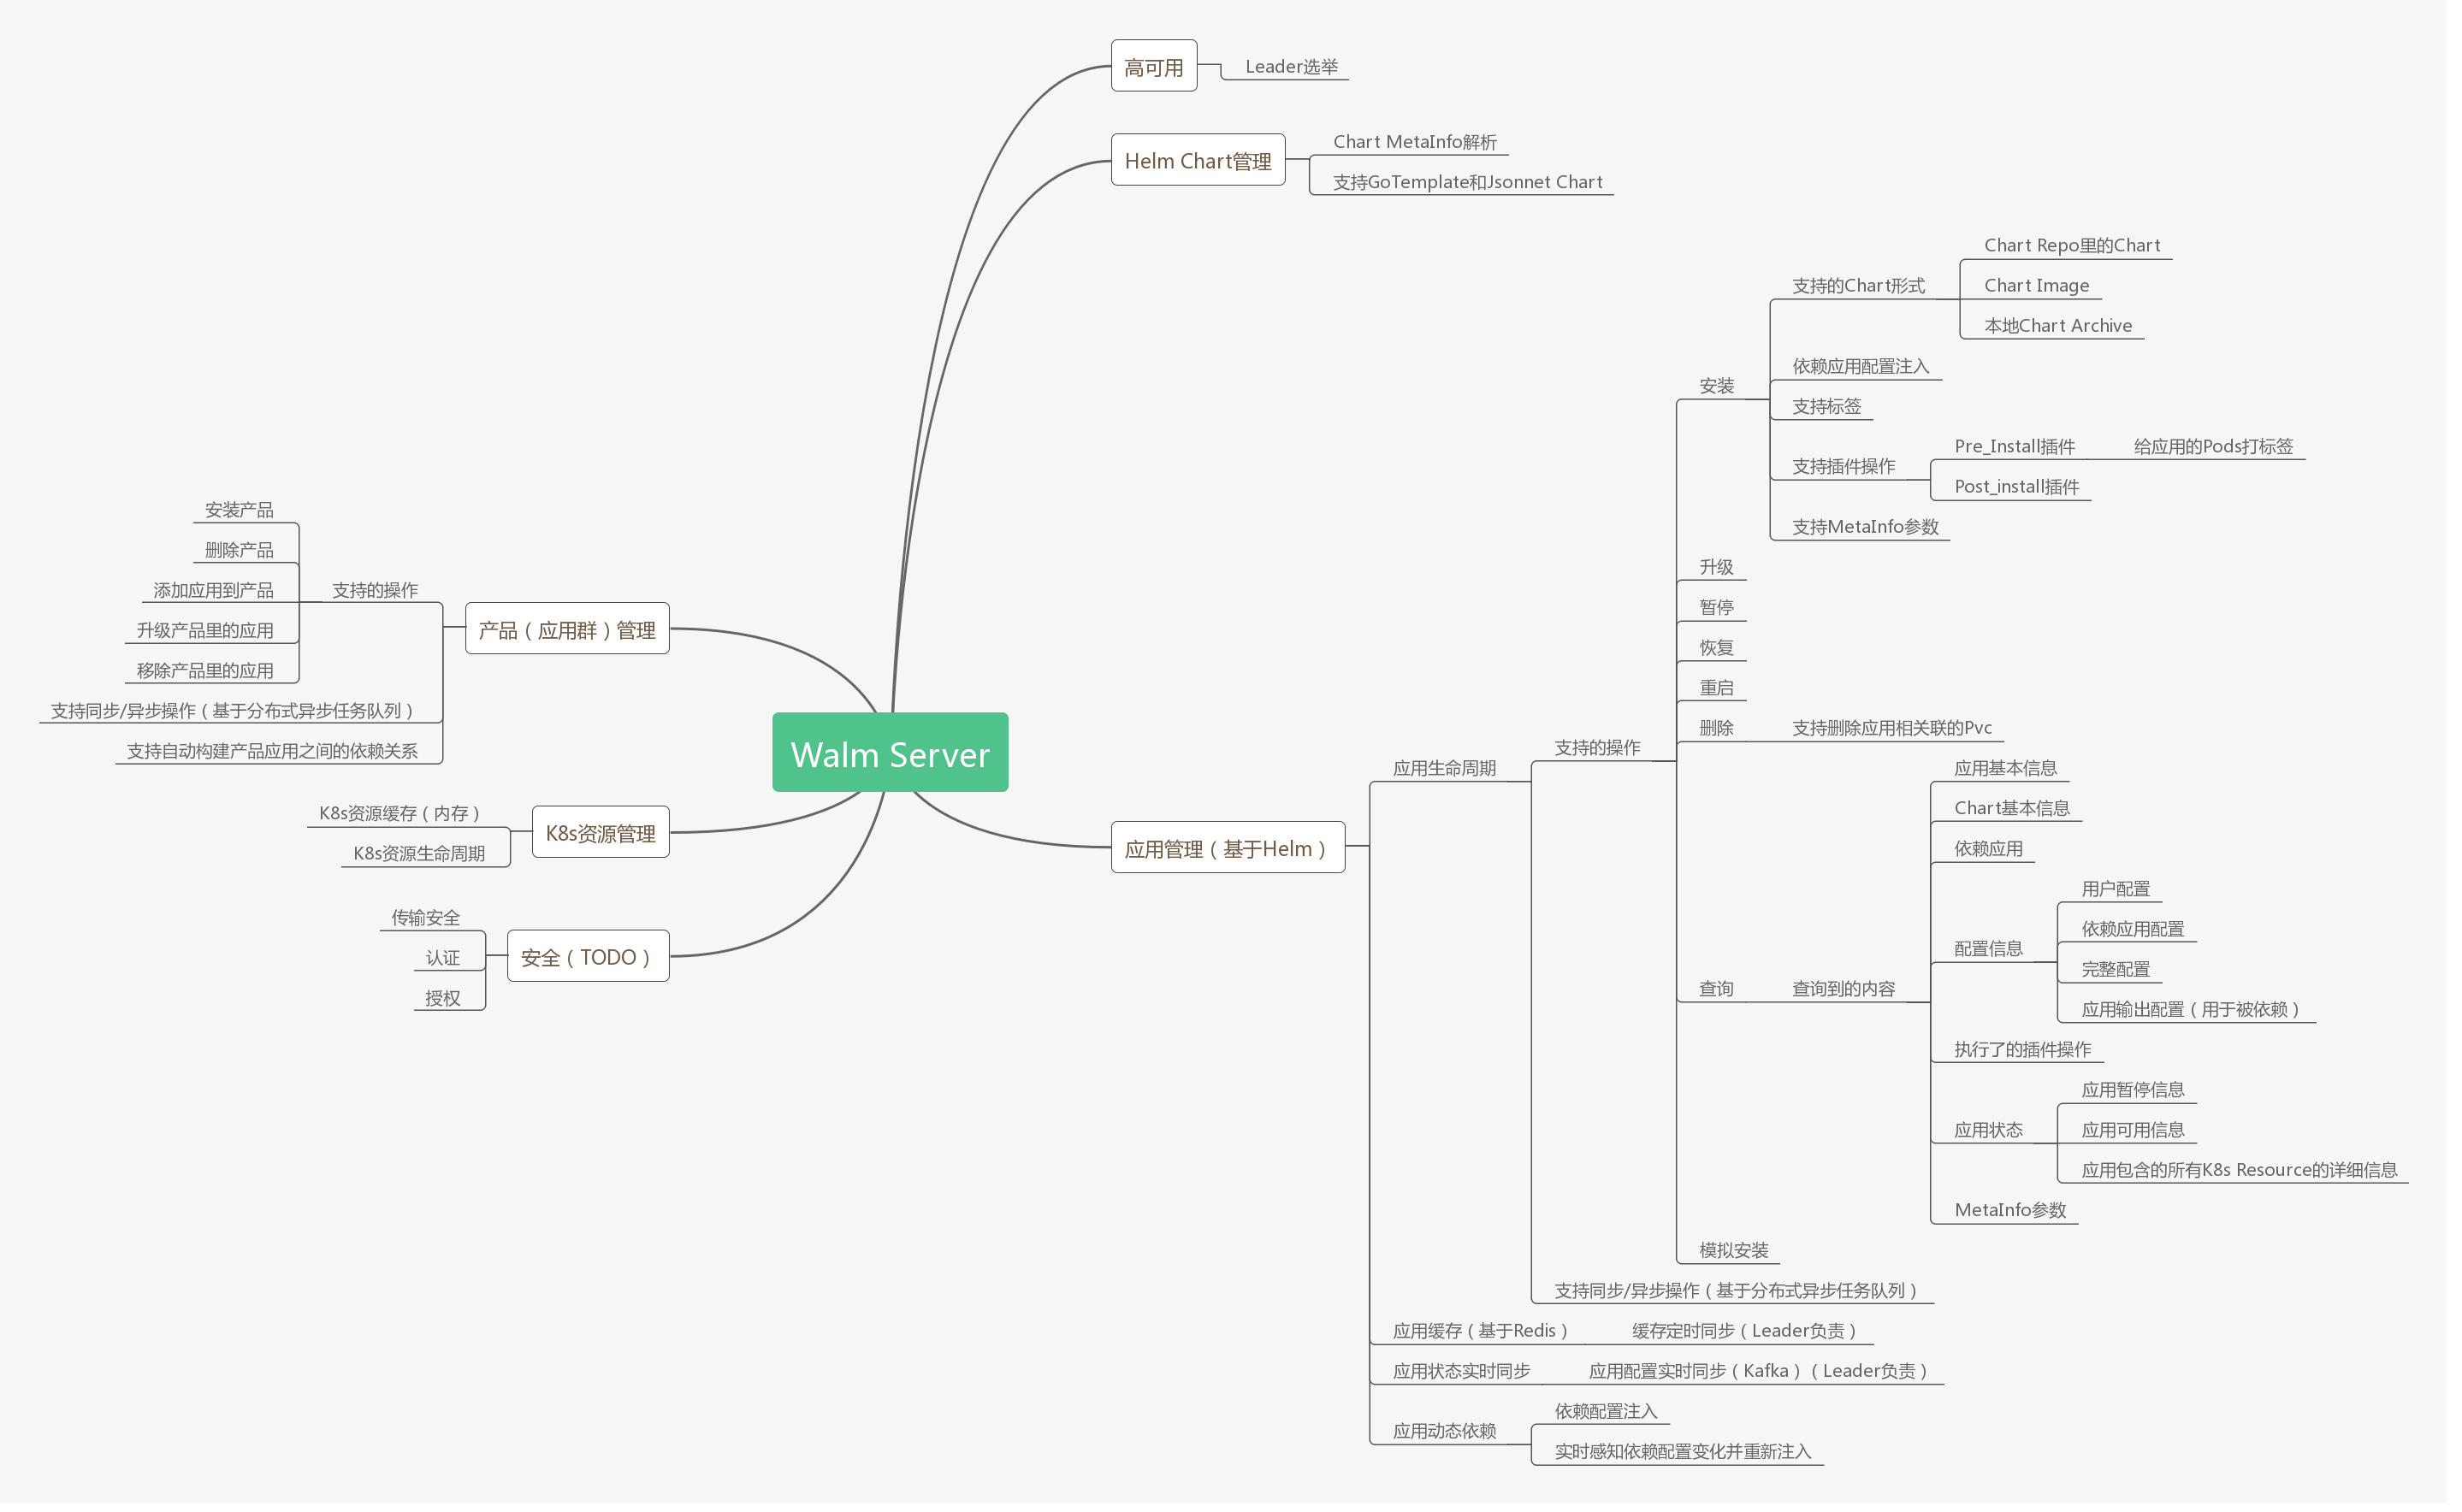 Walm Server
高可用
Leader选举
Helm Chart管理
Chart MetaInfo解析
支持GoTemplate和Jsonnet Chart
应用管理（基于Helm）
应用生命周期
支持的操作
安装
支持的Chart形式
Chart Repo里的Chart
Chart Image
本地Chart Archive
依赖应用配置注入
支持标签
支持插件操作
Pre_Install插件
给应用的Pods打标签
Post_install插件
支持MetaInfo参数
升级
暂停
恢复
重启
删除
支持删除应用相关联的Pvc
查询
查询到的内容
应用基本信息
Chart基本信息
依赖应用
配置信息
用户配置
依赖应用配置
完整配置
应用输出配置（用于被依赖）
执行了的插件操作
应用状态
应用暂停信息
应用可用信息
应用包含的所有K8s Resource的详细信息
MetaInfo参数
模拟安装
支持同步/异步操作（基于分布式异步任务队列）
应用缓存（基于Redis）
缓存定时同步（Leader负责）
应用状态实时同步
应用配置实时同步（Kafka）（Leader负责）
应用动态依赖
依赖配置注入
实时感知依赖配置变化并重新注入
产品（应用群）管理
支持的操作
安装产品
删除产品
添加应用到产品
升级产品里的应用
移除产品里的应用
支持同步/异步操作（基于分布式异步任务队列）
支持自动构建产品应用之间的依赖关系
K8s资源管理
K8s资源缓存（内存）
K8s资源生命周期
安全（TODO）
传输安全
认证
授权